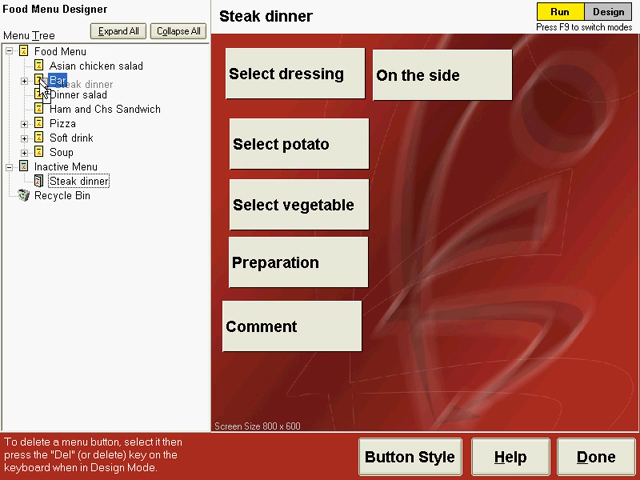 Food Menu Designer
Menu Tree
Expand All
Collapse All
Food Menu
Asian chicken salad
Bar
Steak dinner
Dinner salad
Ham and Chs Sandwich
Pizza
Soft drink
Soup
Inactive Menu
Steak dinner
Recycle Bin
Steak dinner
Run
Design
Press F9 to switch modes
Select dressing
On the side
Select potato
Select vegetable
Preparation
Comment
Screen Size 800 x 600
To delete a menu button, select it then
press the "Del" (or delete) key on the
keyboard when in Design Mode.
Button Style
Help
Done